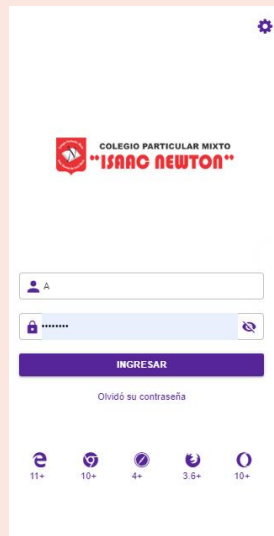 COLEGIO PARTICULAR MIXTO
"ISAAC NEWTON"
A
••••••••
INGRESAR
Olvidó su contraseña
11+ 10+ 4+ 3.6+ 10+